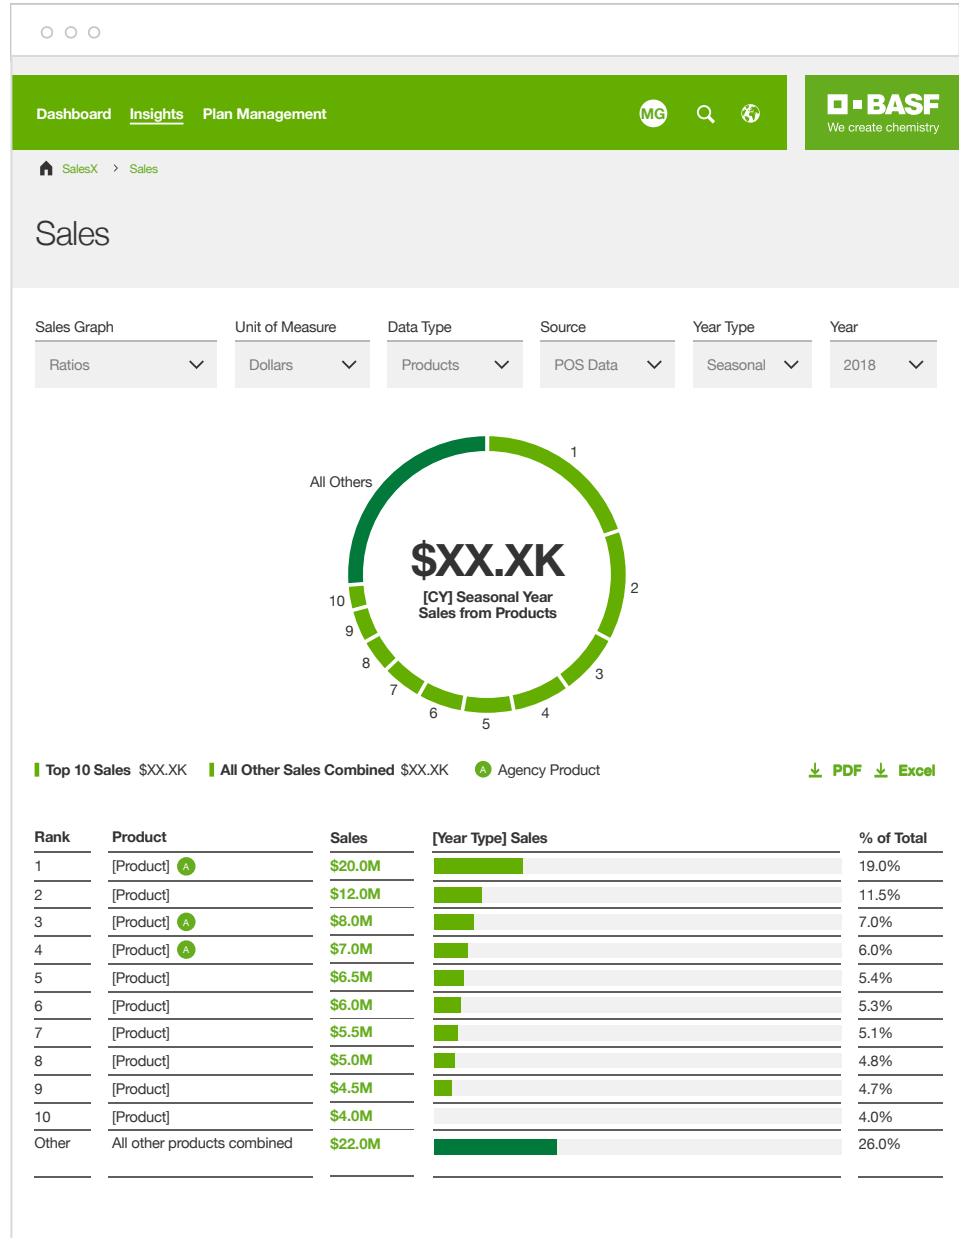 Dashboard Insights Plan Management MG BASF
We create chemistry
SalesX > Sales
Sales
Sales Graph Unit of Measure Data Type Source Year Type Year
Ratios Dollars Products POS Data Seasonal 2018
1
All Others
$XX.XK
[CY] Seasonal Year
Sales from Products
2
10
9
8
3
7
6
4
5
Top 10 Sales $XX.XK All Other Sales Combined $XX.XK A Agency Product PDF Excel
Rank Product Sales [Year Type] Sales % of Total
1 [Product] A $20.0M 19.0%
2 [Product] $12.0M 11.5%
3 [Product] A $8.0M 7.0%
4 [Product] A $7.0M 6.0%
5 [Product] $6.5M 5.4%
6 [Product] $6.0M 5.3%
7 [Product] $5.5M 5.1%
8 [Product] $5.0M 4.8%
9 [Product] $4.5M 4.7%
10 [Product] $4.0M 4.0%
Other All other products combined $22.0M 26.0%